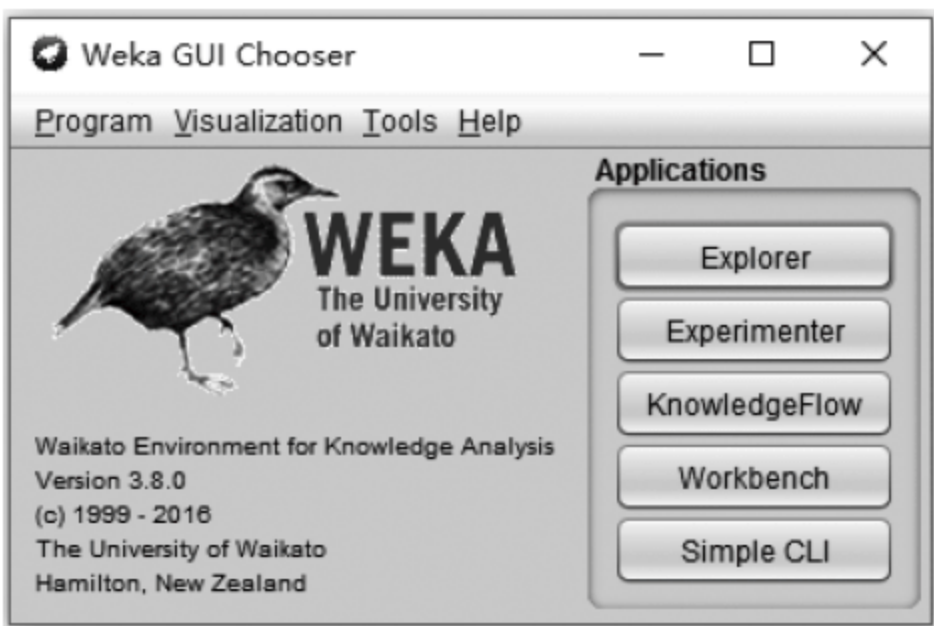 Weka GUI Chooser
Program Visualization Tools Help
WEKA
The University
of Waikato
Waikato Environment for Knowledge Analysis
Version 3.8.0
(c) 1999 - 2016
The University of Waikato
Hamilton, New Zealand
Applications
Explorer
Experimenter
KnowledgeFlow
Workbench
Simple CLI